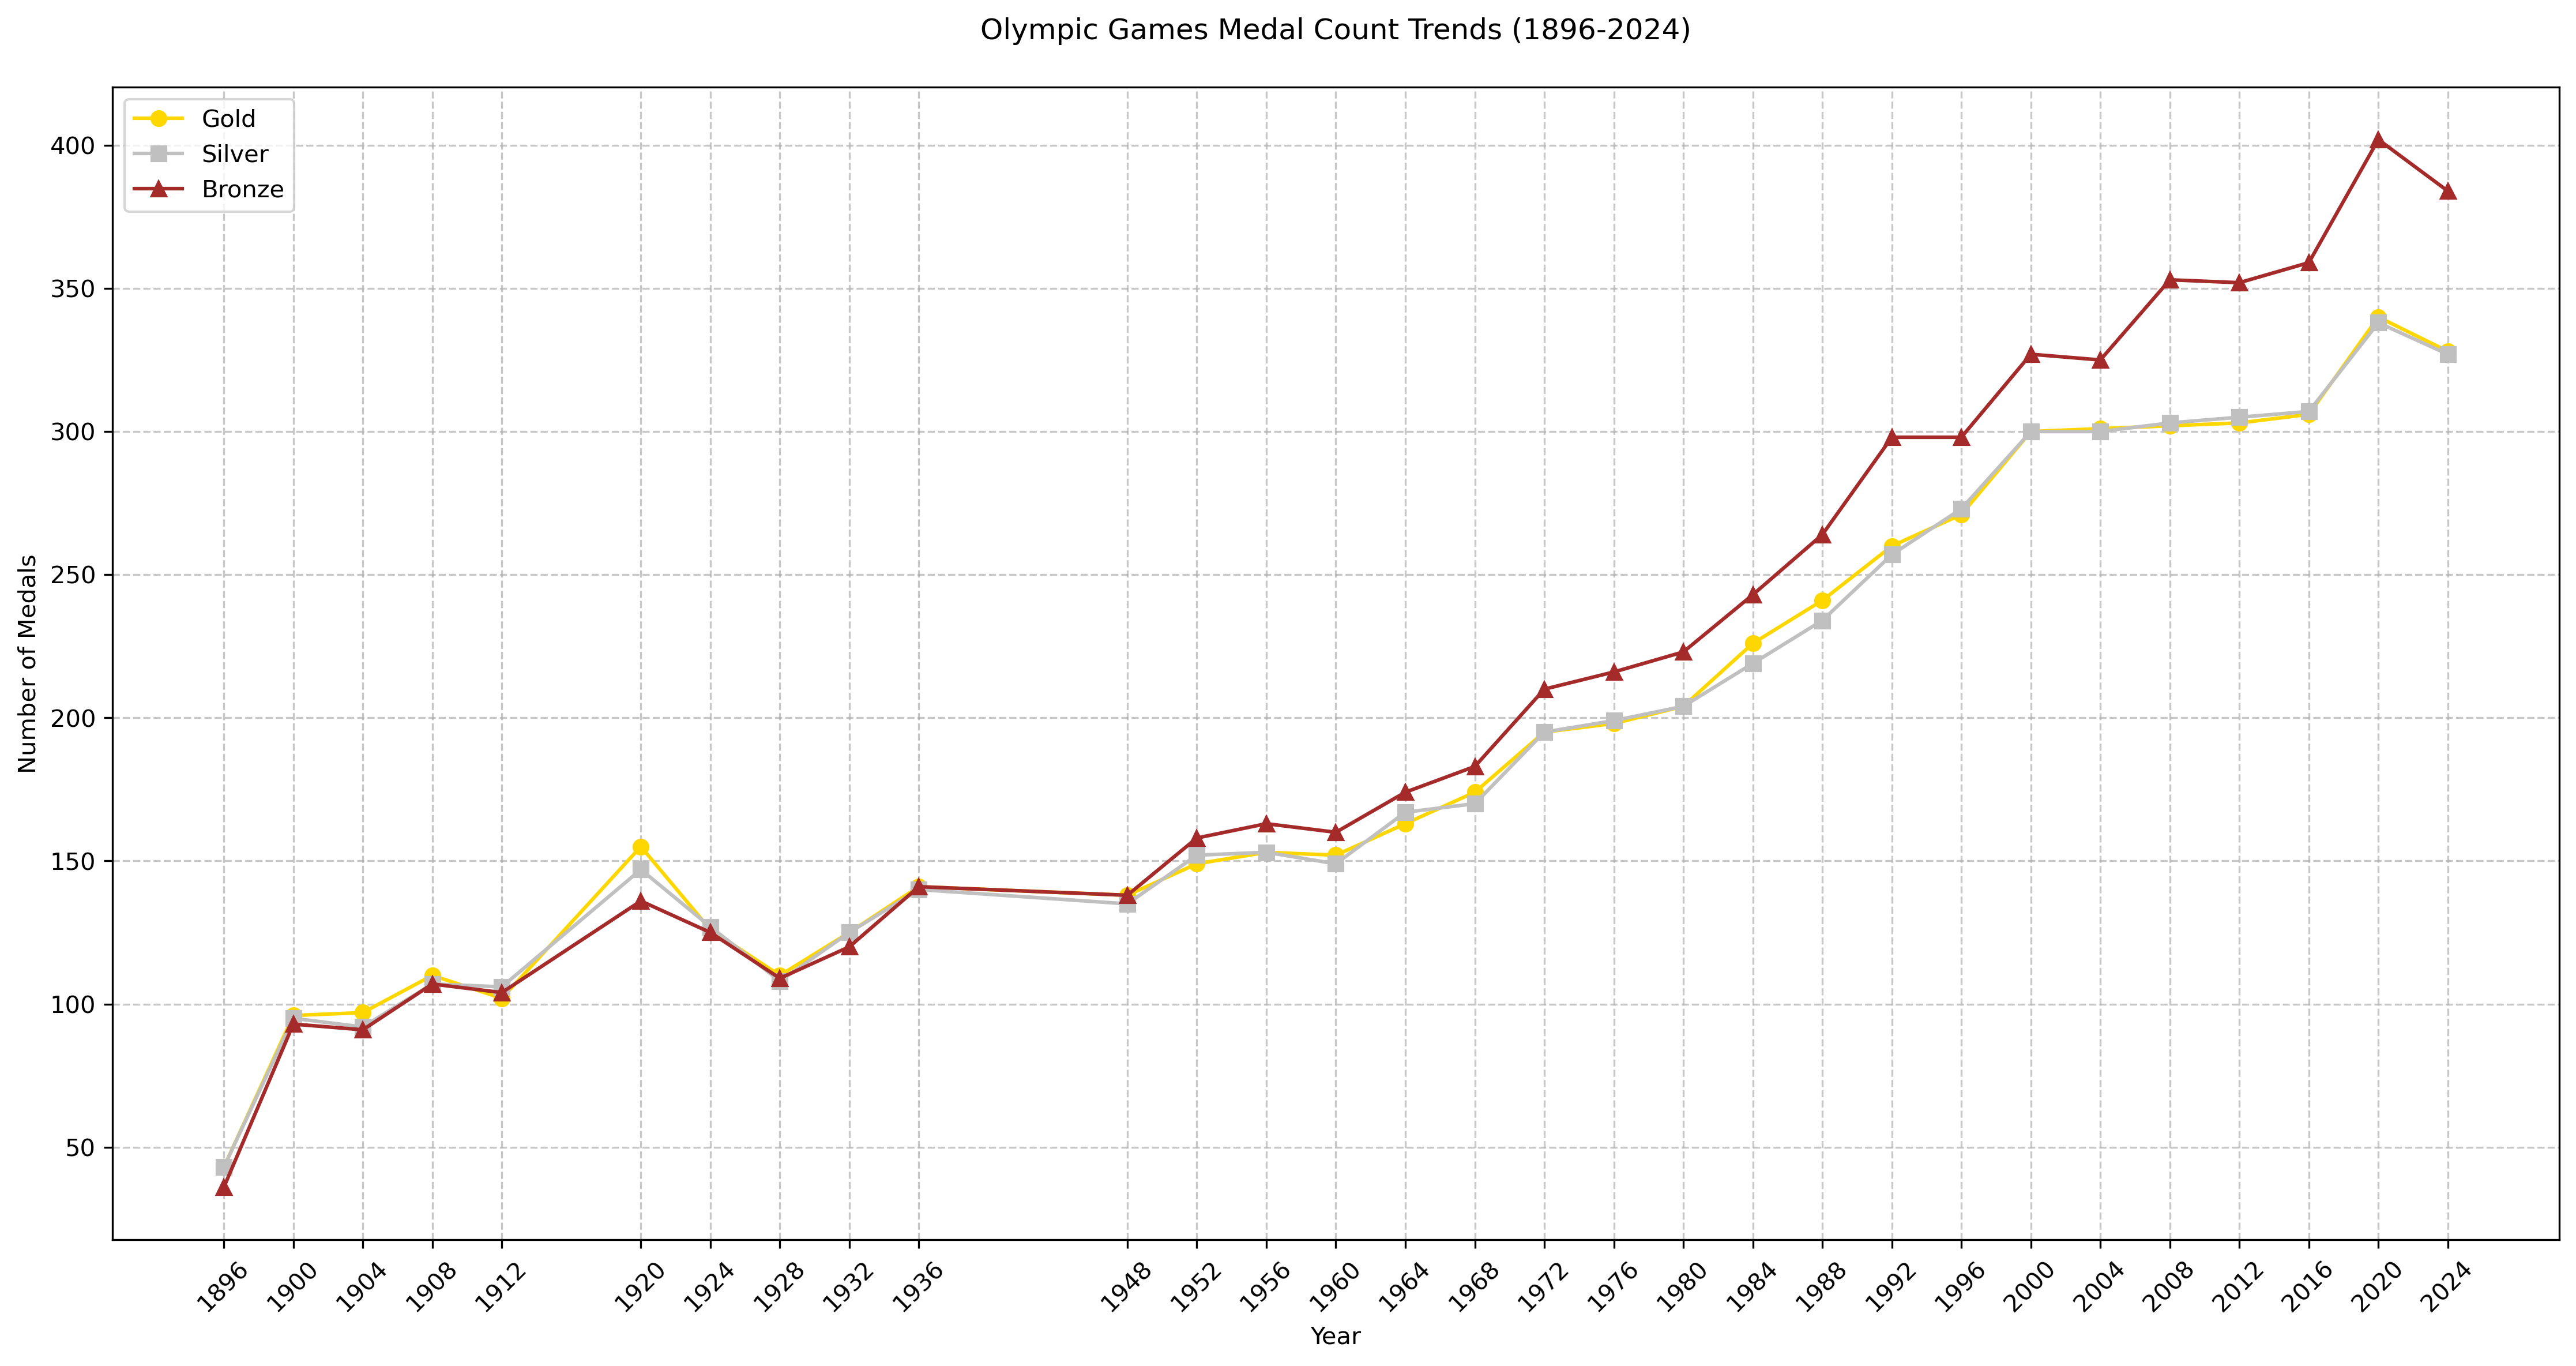 Olympic Games Medal Count Trends (1896-2024)
Gold
Silver
Bronze
Number of Medals
400
350
300
250
200
150
100
50
1896 1900 1904 1908 1912 1920 1924 1928 1932 1936 1948 1952 1956 1960 1964 1968 1972 1976 1980 1984 1988 1992 1996 2000 2004 2008 2012 2016 2020 2024
Year